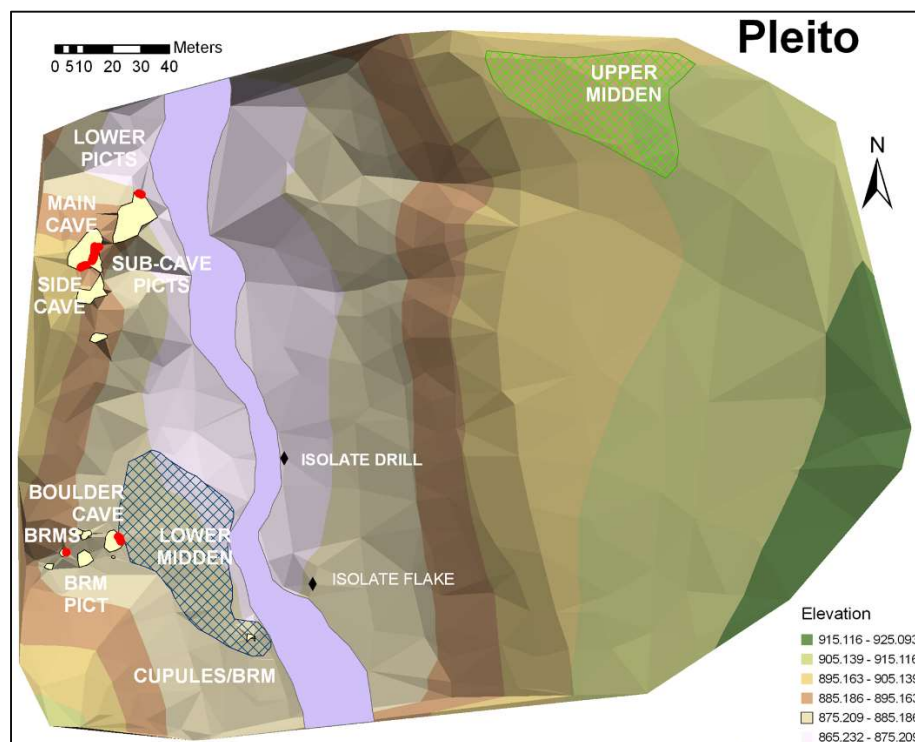 Pleito
Meters
0 5 10 20 30 40
UPPER
MIDDEN
N
LOWER
PICTS
MAIN
CAVE
SUB-CAVE
PICTS
SIDE
CAVE
ISOLATE DRILL
BOULDER
CAVE
BRMS
LOWER
MIDDEN
BRM
PICT
ISOLATE FLAKE
CUPULES/BRM
Elevation
915.116 - 925.093
905.139 - 915.116
895.163 - 905.139
885.186 - 895.163
875.209 - 885.186
865.232 - 875.209